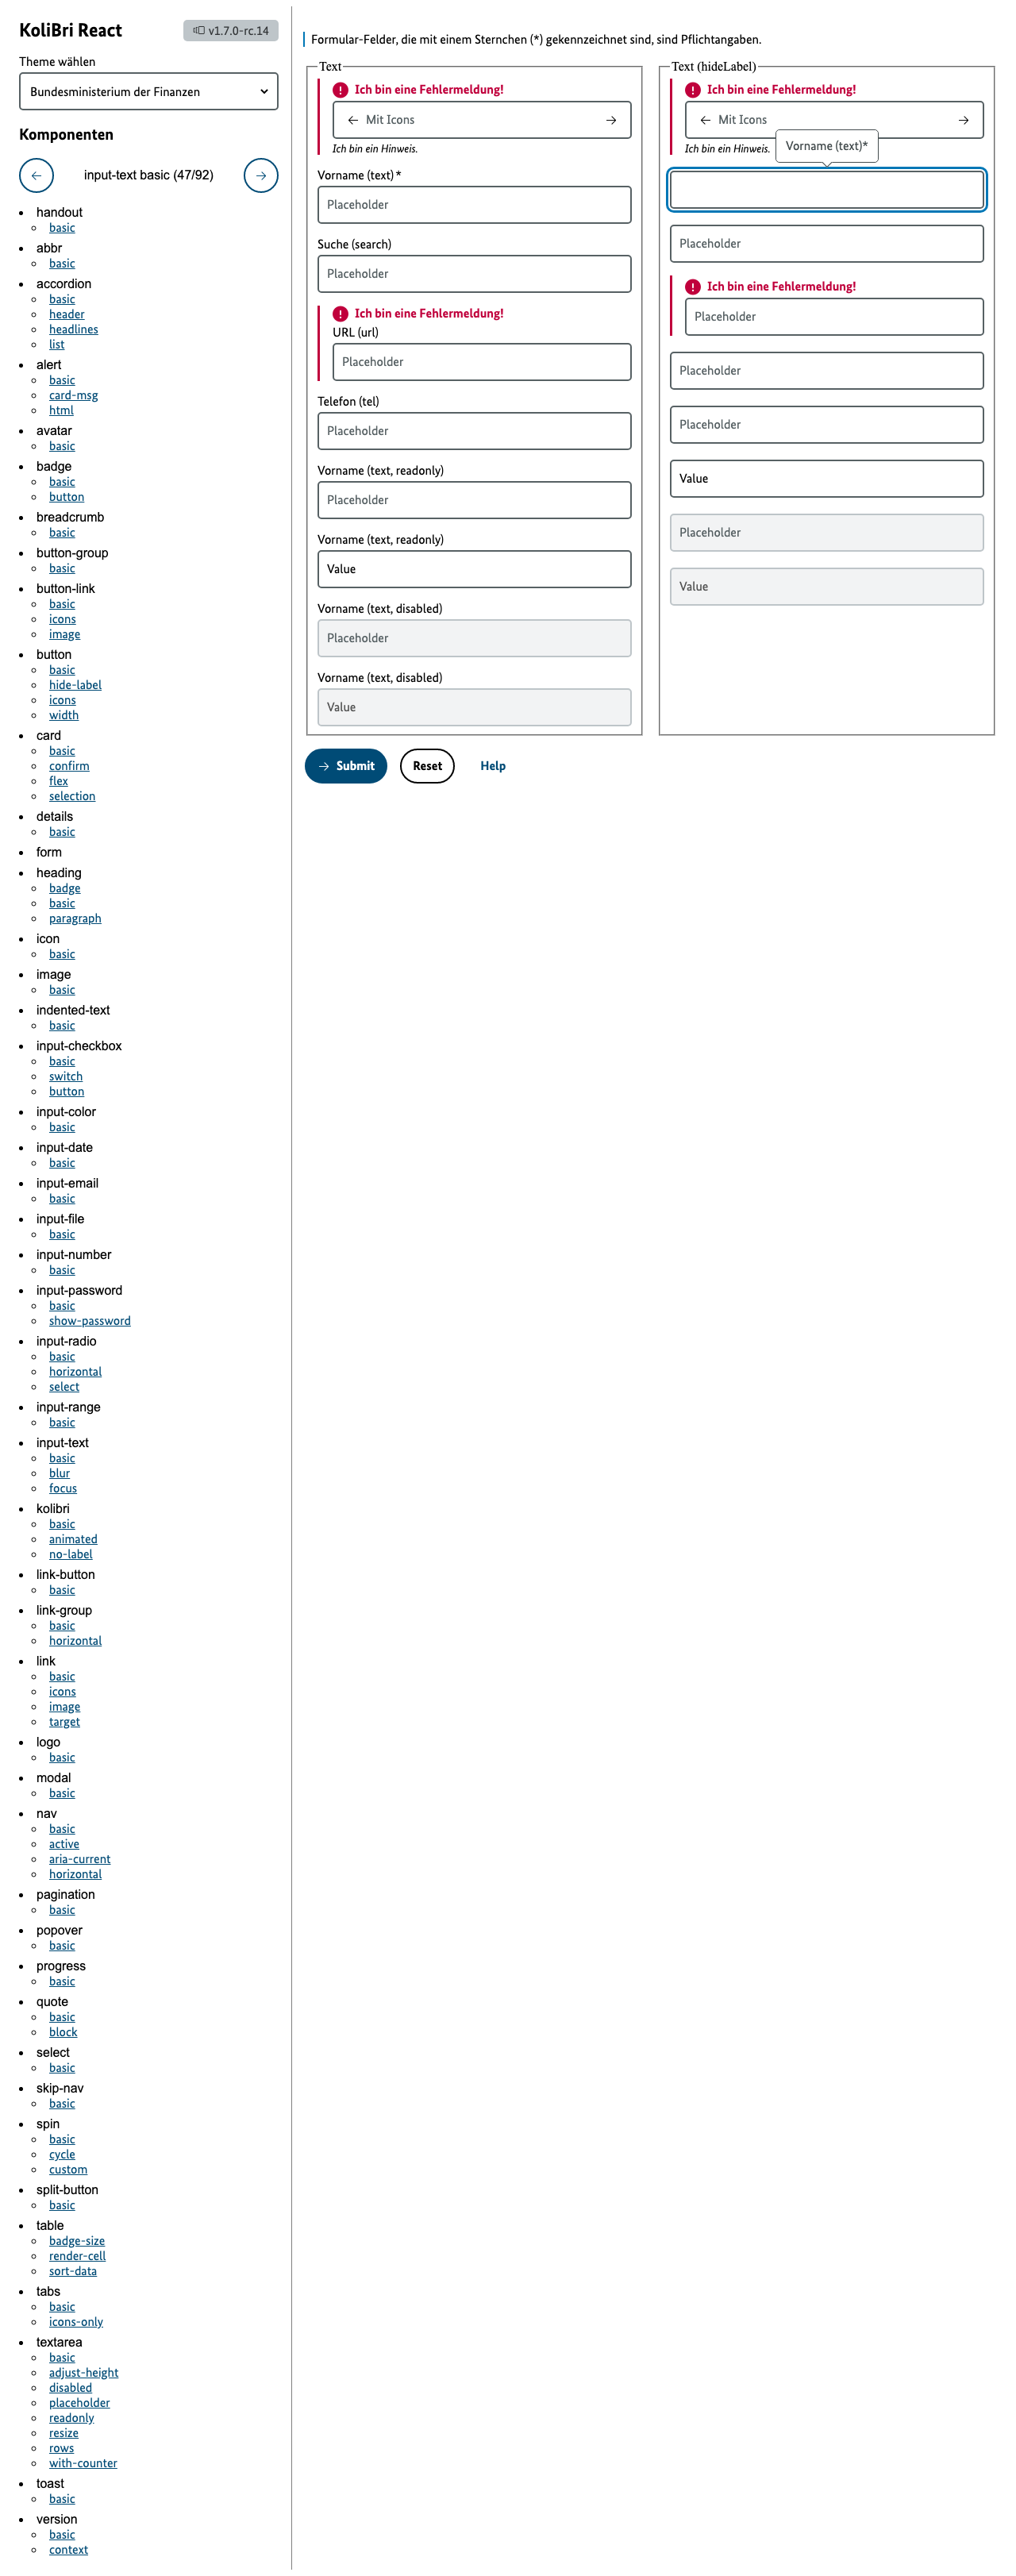 KoliBri React
v1.7.0-rc.14
Theme wählen
Bundesministerium der Finanzen
Komponenten
input-text basic (47/92)
handout
basic
abbr
basic
accordion
basic
header
headlines
list
alert
basic
card-msg
html
avatar
basic
badge
basic
button
breadcrumb
basic
button-group
basic
button-link
basic
icons
image
button
basic
hide-label
icons
width
card
basic
confirm
flex
selection
details
basic
form
heading
badge
basic
paragraph
icon
basic
image
basic
indented-text
basic
input-checkbox
basic
switch
button
input-color
basic
input-date
basic
input-email
basic
input-file
basic
input-number
basic
input-password
basic
show-password
input-radio
basic
horizontal
select
input-range
basic
input-text
basic
blur
focus
kolibri
basic
animated
no-label
link-button
basic
link-group
basic
horizontal
link
basic
icons
image
target
logo
basic
modal
basic
nav
basic
active
aria-current
horizontal
pagination
basic
popover
basic
progress
basic
quote
basic
block
select
basic
skip-nav
basic
spin
basic
cycle
custom
split-button
basic
table
badge-size
render-cell
sort-data
tabs
basic
icons-only
textarea
basic
adjust-height
disabled
placeholder
readonly
resize
rows
with-counter
toast
basic
version
basic
context
Formular-Felder, die mit einem Sternchen (*) gekennzeichnet sind, sind Pflichtangaben.
Text
Ich bin eine Fehlermeldung!
Mit Icons
Ich bin ein Hinweis.
Vorname (text)*
Placeholder
Suche (search)
Placeholder
Ich bin eine Fehlermeldung!
URL (url)
Placeholder
Telefon (tel)
Placeholder
Vorname (text, readonly)
Placeholder
Vorname (text, readonly)
Value
Vorname (text, disabled)
Placeholder
Vorname (text, disabled)
Value
Text (hideLabel)
Ich bin eine Fehlermeldung!
Mit Icons
Ich bin ein Hinweis.
Vorname (text)*
Placeholder
Ich bin eine Fehlermeldung!
Placeholder
Placeholder
Placeholder
Value
Placeholder
Value
Submit
Reset
Help